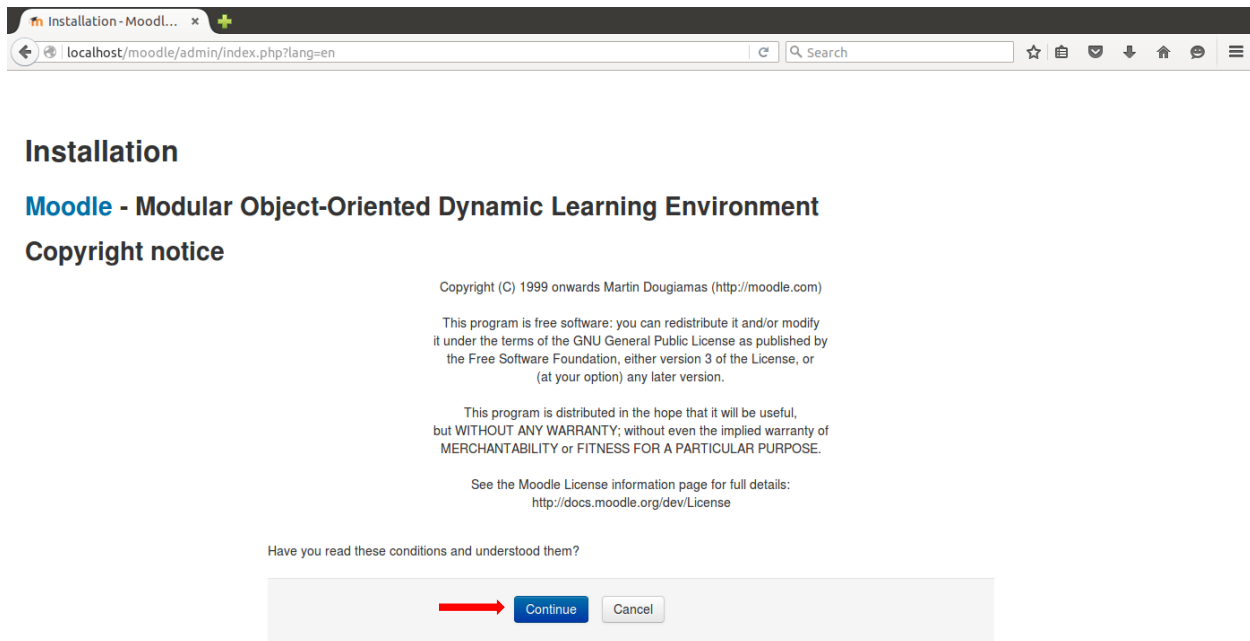 Installation - Moodl...
localhost/moodle/admin/index.php?lang=en
Search
Installation
Moodle - Modular Object-Oriented Dynamic Learning Environment
Copyright notice
Copyright (C) 1999 onwards Martin Dougiamas (http://moodle.com)
This program is free software: you can redistribute it and/or modify
it under the terms of the GNU General Public License as published by
the Free Software Foundation, either version 3 of the License, or
(at your option) any later version.
This program is distributed in the hope that it will be useful,
but WITHOUT ANY WARRANTY; without even the implied warranty of
MERCHANTABILITY or FITNESS FOR A PARTICULAR PURPOSE.
See the Moodle License information page for full details:
http://docs.moodle.org/dev/License
Have you read these conditions and understood them?
Continue Cancel